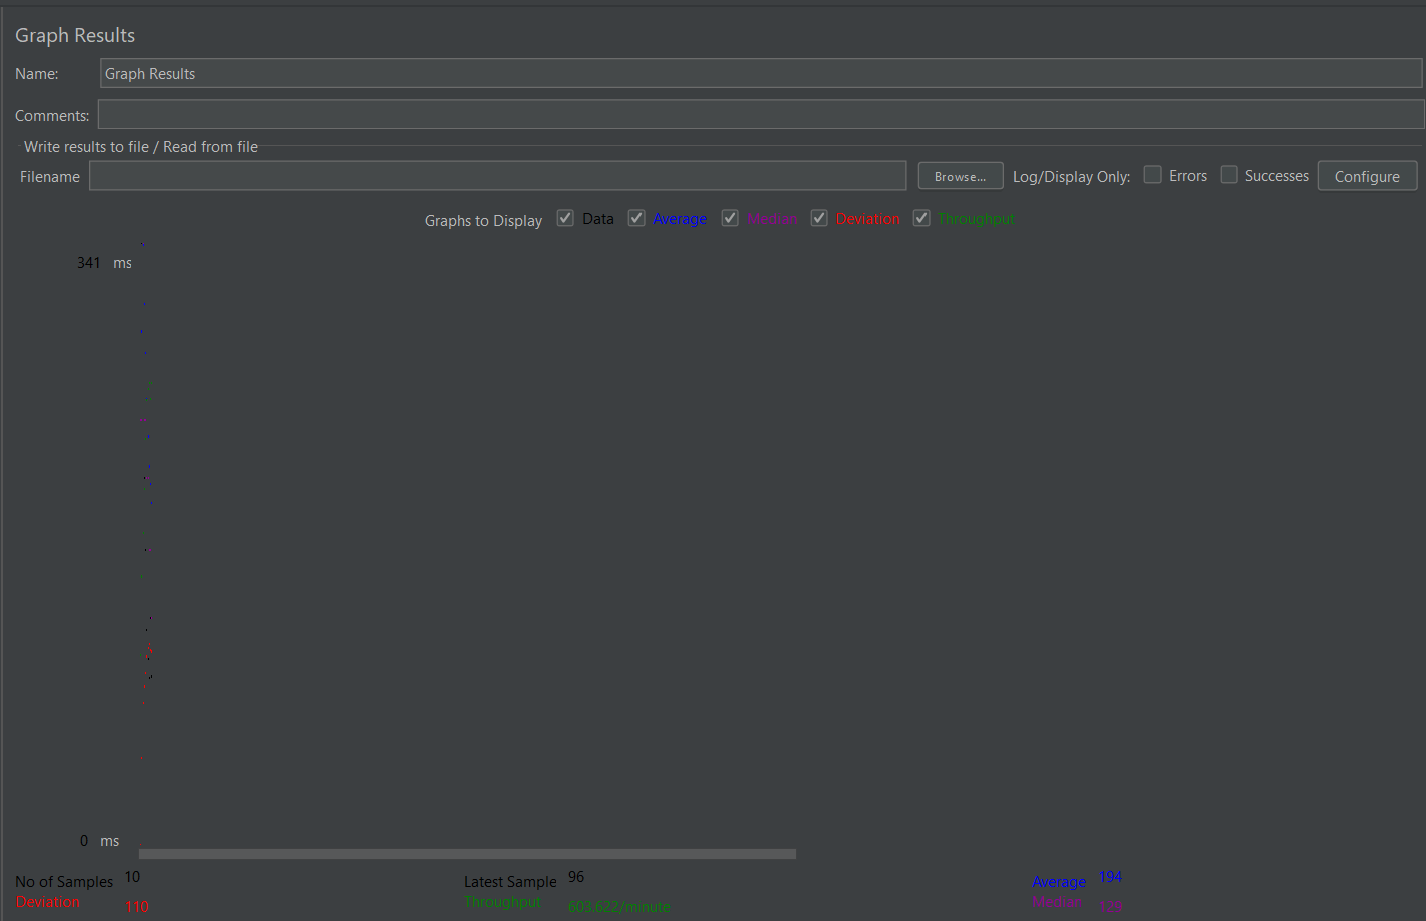 Graph Results
Name: Graph Results
Comments:
Write results to file / Read from file
Filename Browse... Log/Display Only: Errors Successes Configure
Graphs to Display Data Average Median Deviation Throughput
341 ms
0 ms
No of Samples 10 Latest Sample 96 Average 194
Deviation 110 Throughput 603.622/minute Median